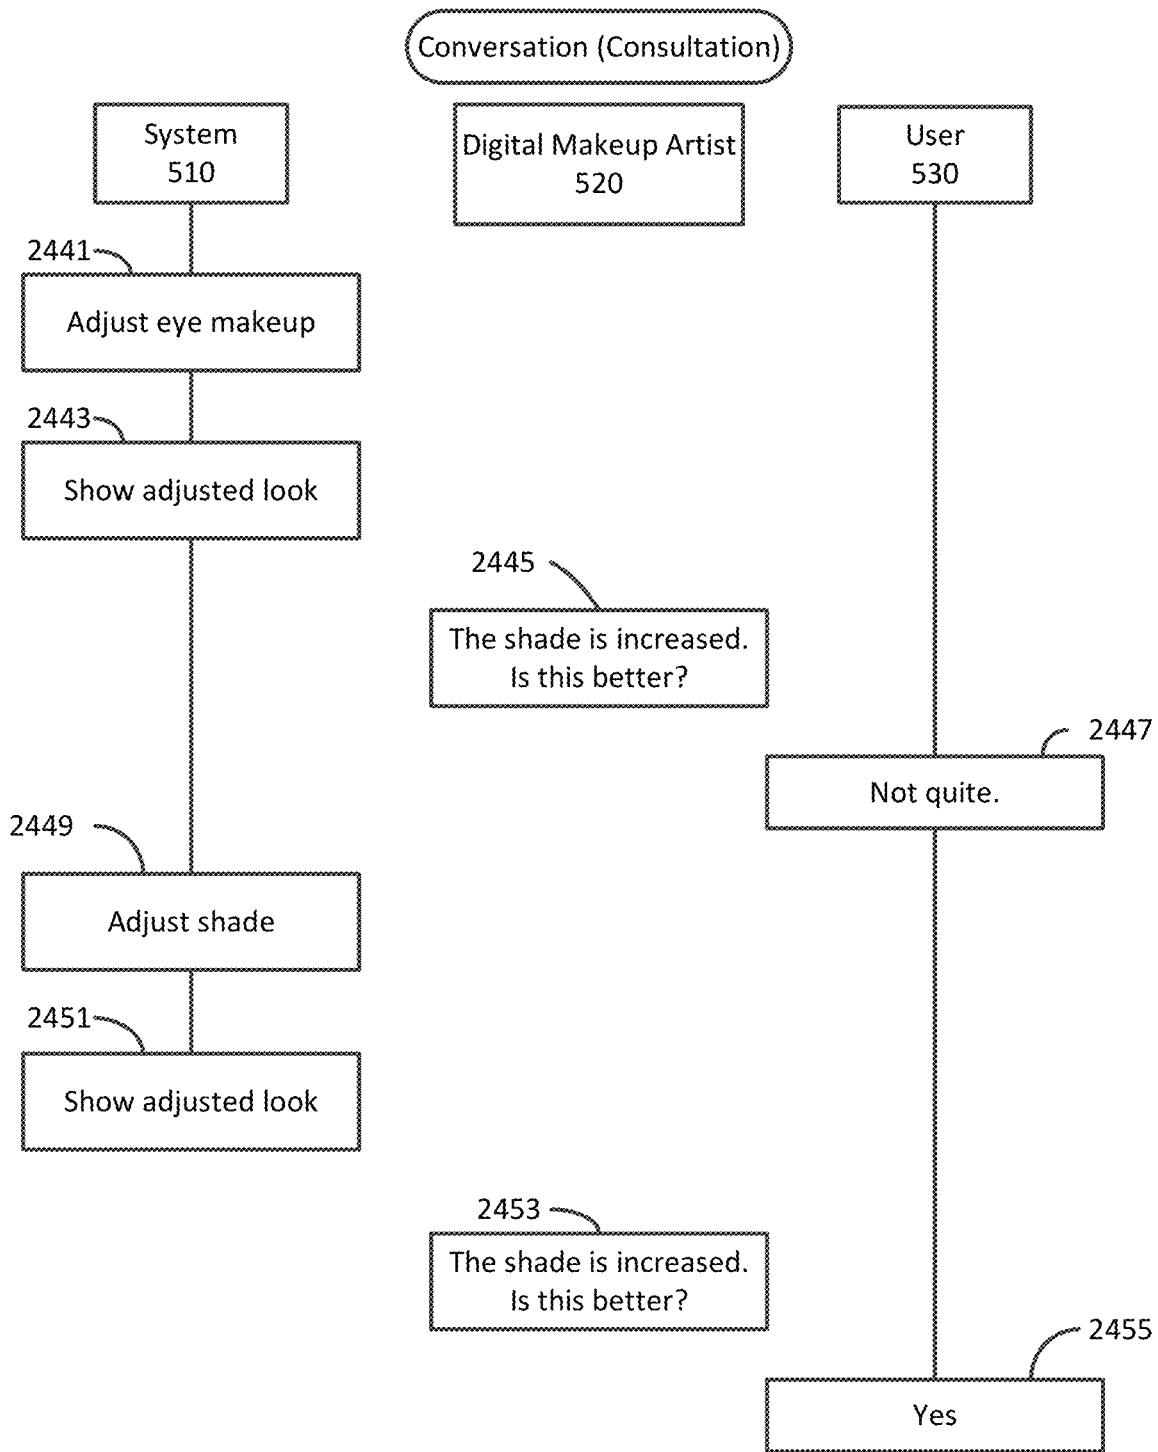 Conversation (Consultation)
System
510
Digital Makeup Artist
520
User
530
2441
Adjust eye makeup
2443
Show adjusted look
2445
The shade is increased.
Is this better?
2447
Not quite.
2449
Adjust shade
2451
Show adjusted look
2453
The shade is increased.
Is this better?
2455
Yes